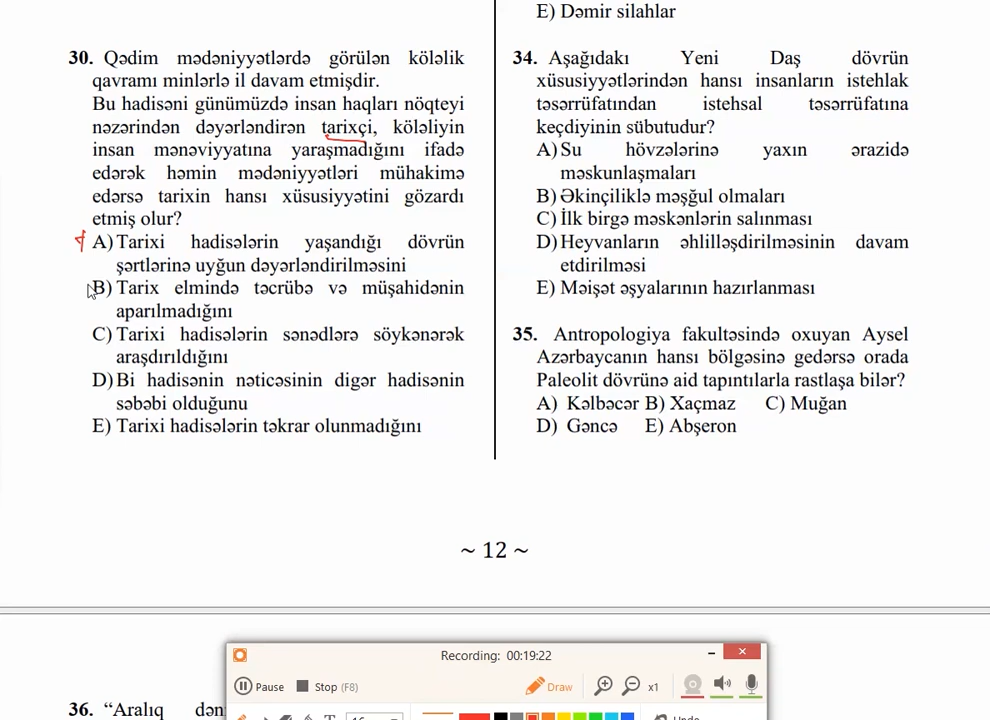 30. Qədim mədəniyyətlərdə görülən köləlik
qavramı minlərlə il davam etmişdir.
Bu hadisəni günümüzdə insan haqları nöqteyi
nəzərindən dəyərləndirən tarixçi, köləliyin
insan mənəviyyatına yaraşmadığını ifadə
edərək həmin mədəniyyətləri mühakimə
edərsə tarixin hansı xüsusiyyətini gözardı
etmiş olur?
A) Tarixi hadisələrin yaşandığı dövrün
şərtlərinə uyğun dəyərləndirilməsini
B) Tarix elmində təcrübə və müşahidənin
aparılmadığını
C) Tarixi hadisələrin sənədlərə söykənərək
araşdırıldığını
D) Bi hadisənin nəticəsinin digər hadisənin
səbəbi olduğunu
E) Tarixi hadisələrin təkrar olunmadığını
E) Dəmir silahlar
34. Aşağıdakı Yeni Daş dövrün
xüsusiyyətlərindən hansı insanların istehlak
təsərrüfatından istehsal təsərrüfatına
keçdiyinin sübutudur?
A) Su hövzələrinə yaxın ərazidə
məskunlaşmaları
B) Əkinçiliklə məşğul olmaları
C) İlk birgə məskənlərin salınması
D) Heyvanların əhlilləşdirilməsinin davam
etdirilməsi
E) Məişət əşyalarının hazırlanması
35. Antropologiya fakultəsində oxuyan Aysel
Azərbaycanın hansı bölgəsinə gedərsə orada
Paleolit dövrünə aid tapıntılarla rastlaşa bilər?
A) Kəlbəcər B) Xaçmaz C) Muğan
D) Gəncə E) Abşeron
~ 12 ~
36. “Aralıq dən
Recording: 00:19:22
Pause Stop (F8) Draw x1
Undo